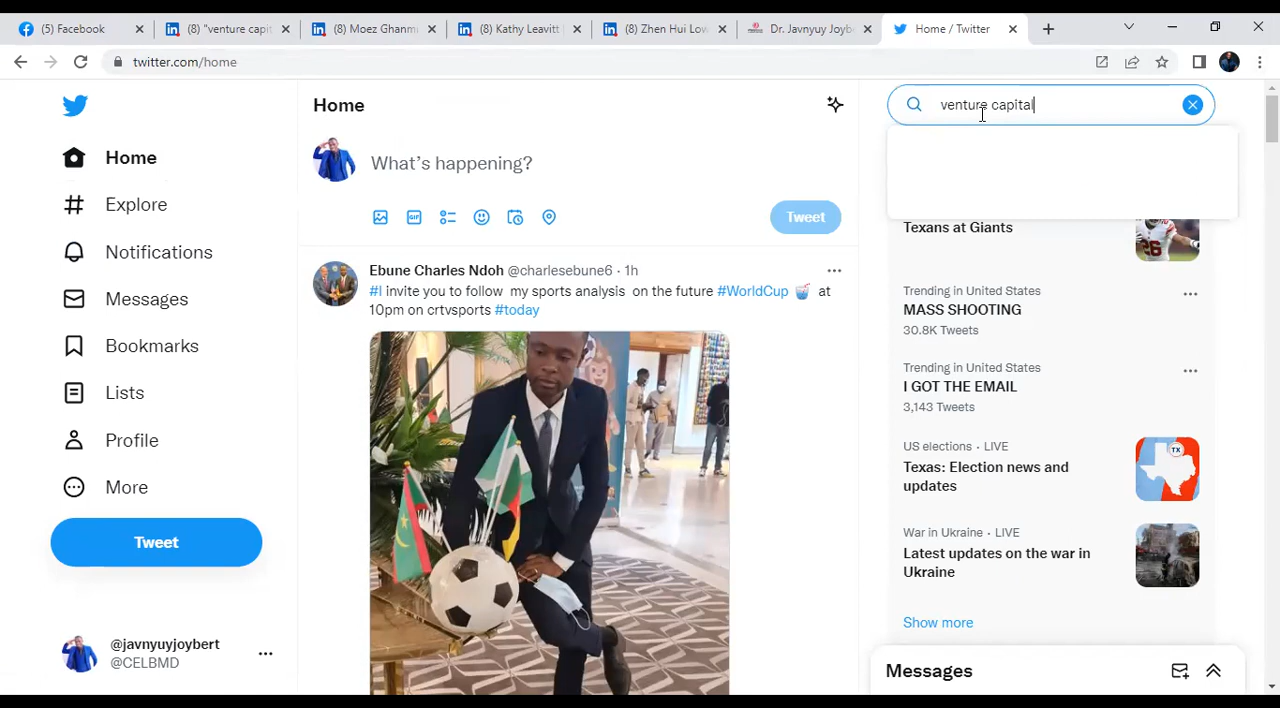 (5) Facebook
(8) "venture capit
(8) Moez Ghanm
(8) Kathy Leavitt
(8) Zhen Hui Low
Dr. Javnyuy Joybe
Home / Twitter
twitter.com/home
Home
Explore
Notifications
Messages
Bookmarks
Lists
Profile
More
Tweet
@javnyuyjoybert
@CELBMD
Home
What's happening?
GIF
Tweet
Ebune Charles Ndoh @charlesebune6 · 1h
#I invite you to follow my sports analysis on the future #WorldCup at
10pm on crtvsports #today
venture capital
Texans at Giants
Trending in United States
MASS SHOOTING
30.8K Tweets
Trending in United States
I GOT THE EMAIL
3,143 Tweets
US elections · LIVE
Texas: Election news and
updates
TX
War in Ukraine · LIVE
Latest updates on the war in
Ukraine
Show more
Messages